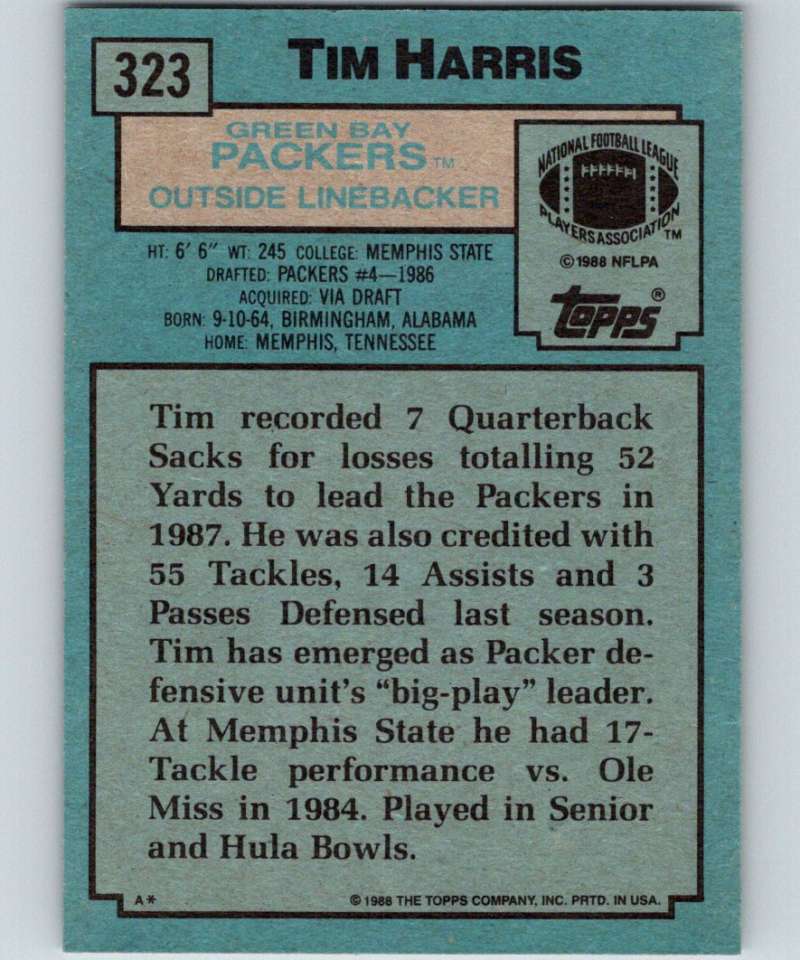 323
TIM HARRIS
GREEN BAY
PACKERS™
OUTSIDE LINEBACKER
NATIONAL FOOTBALL LEAGUE
PLAYERS ASSOCIATION™
©1988 NFLPA
Topps®
HT: 6' 6" WT: 245 COLLEGE: MEMPHIS STATE
DRAFTED: PACKERS #4—1986
ACQUIRED: VIA DRAFT
BORN: 9-10-64, BIRMINGHAM, ALABAMA
HOME: MEMPHIS, TENNESSEE
Tim recorded 7 Quarterback
Sacks for losses totalling 52
Yards to lead the Packers in
1987. He was also credited with
55 Tackles, 14 Assists and 3
Passes Defensed last season.
Tim has emerged as Packer de-
fensive unit's “big-play” leader.
At Memphis State he had 17-
Tackle performance vs. Ole
Miss in 1984. Played in Senior
and Hula Bowls.
A*
© 1988 THE TOPPS COMPANY, INC. PRTD. IN USA.